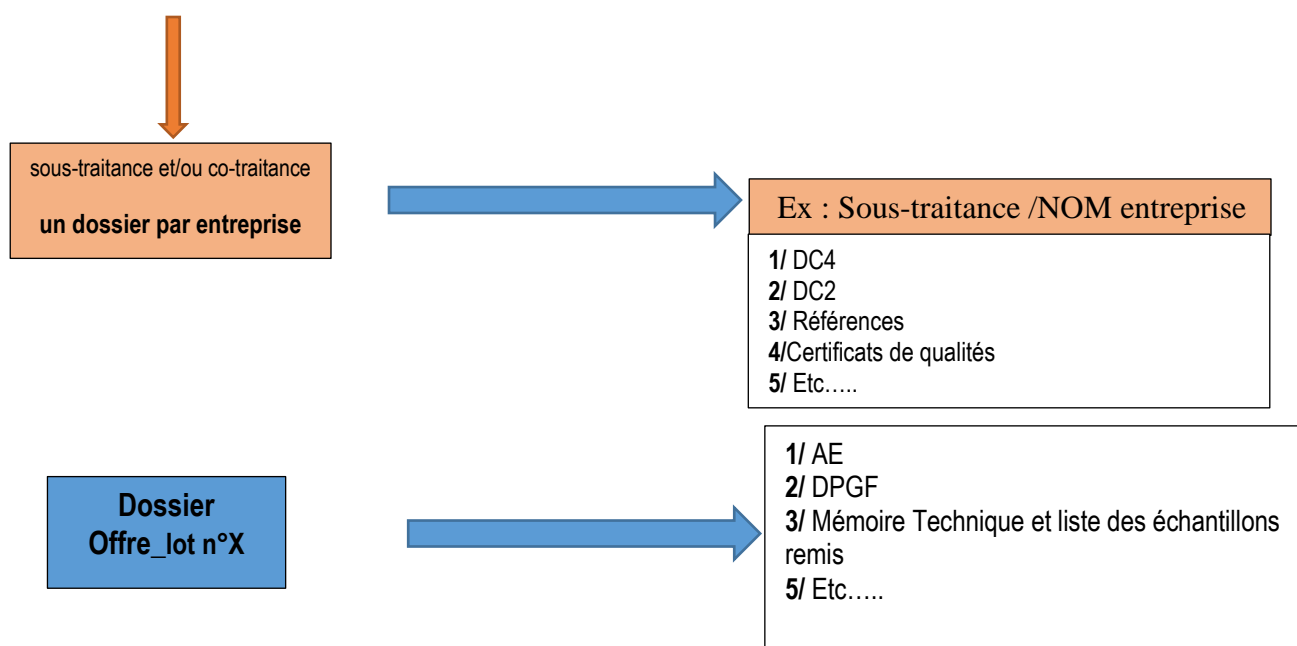 sous-traitance et/ou co-traitance
un dossier par entreprise
Ex : Sous-traitance /NOM entreprise
1/ DC4
2/ DC2
3/ Références
4/Certificats de qualités
5/ Etc…..
Dossier
Offre_lot n°X
1/ AE
2/ DPGF
3/ Mémoire Technique et liste des échantillons
remis
5/ Etc…..